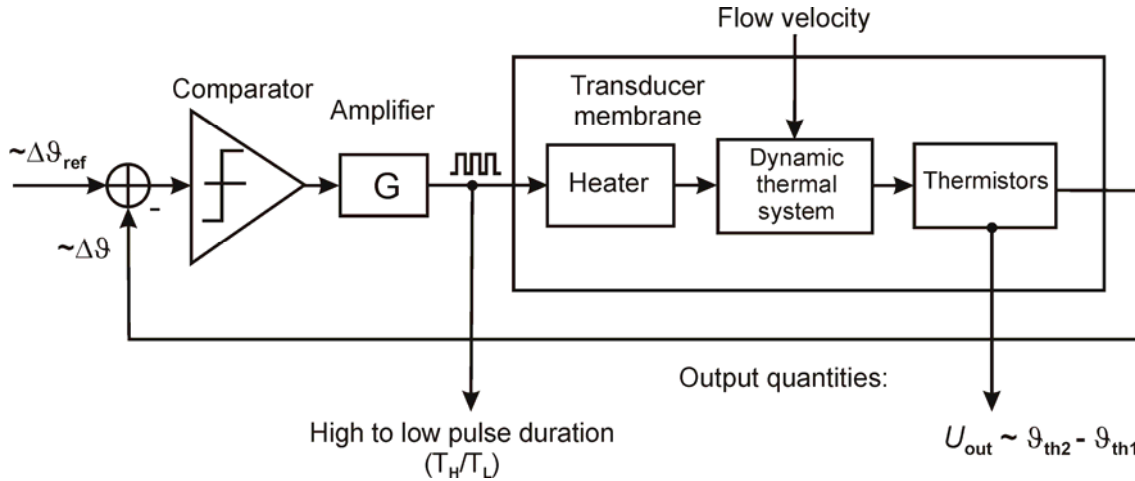 Flow velocity
Comparator
Amplifier
Transducer
membrane
~Δϑref
G
Heater
Dynamic
thermal
system
Thermistors
-
~Δϑ
Output quantities:
High to low pulse duration
(TH/TL)
Uout ~ ϑth2 - ϑth1